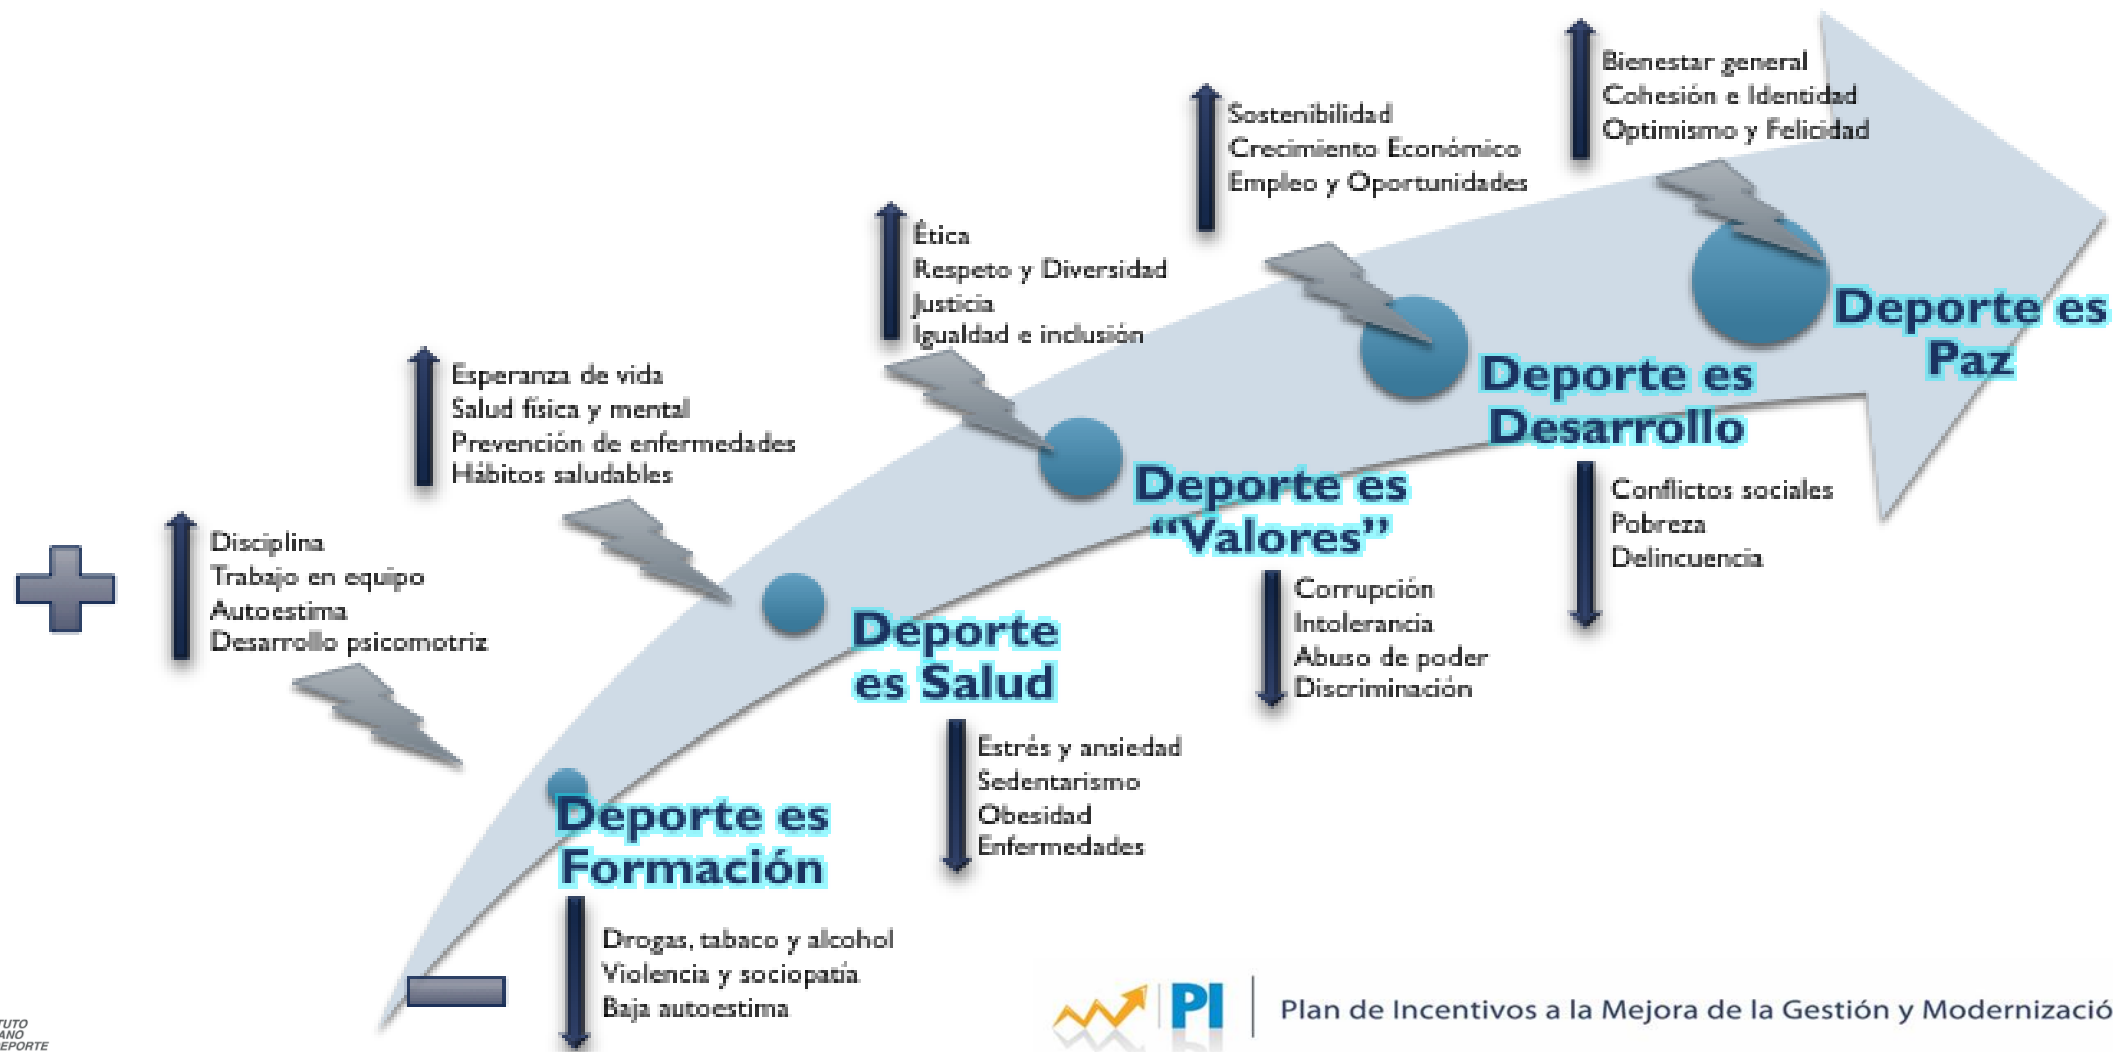 Bienestar general
Cohesión e Identidad
Optimismo y Felicidad
Sostenibilidad
Crecimiento Económico
Empleo y Oportunidades
Ética
Respeto y Diversidad
Justicia
Igualdad e inclusión
Esperanza de vida
Salud física y mental
Prevención de enfermedades
Hábitos saludables
Disciplina
Trabajo en equipo
Autoestima
Desarrollo psicomotriz
Deporte es
Paz
Deporte es
Desarrollo
Conflictos sociales
Pobreza
Delincuencia
Deporte es
“Valores”
Corrupción
Intolerancia
Abuso de poder
Discriminación
Deporte
es Salud
Estrés y ansiedad
Sedentarismo
Obesidad
Enfermedades
Deporte es
Formación
Drogas, tabaco y alcohol
Violencia y sociopatía
Baja autoestima
PI
Plan de Incentivos a la Mejora de la Gestión y Modernizació
TUTO
ANO
EPORTE